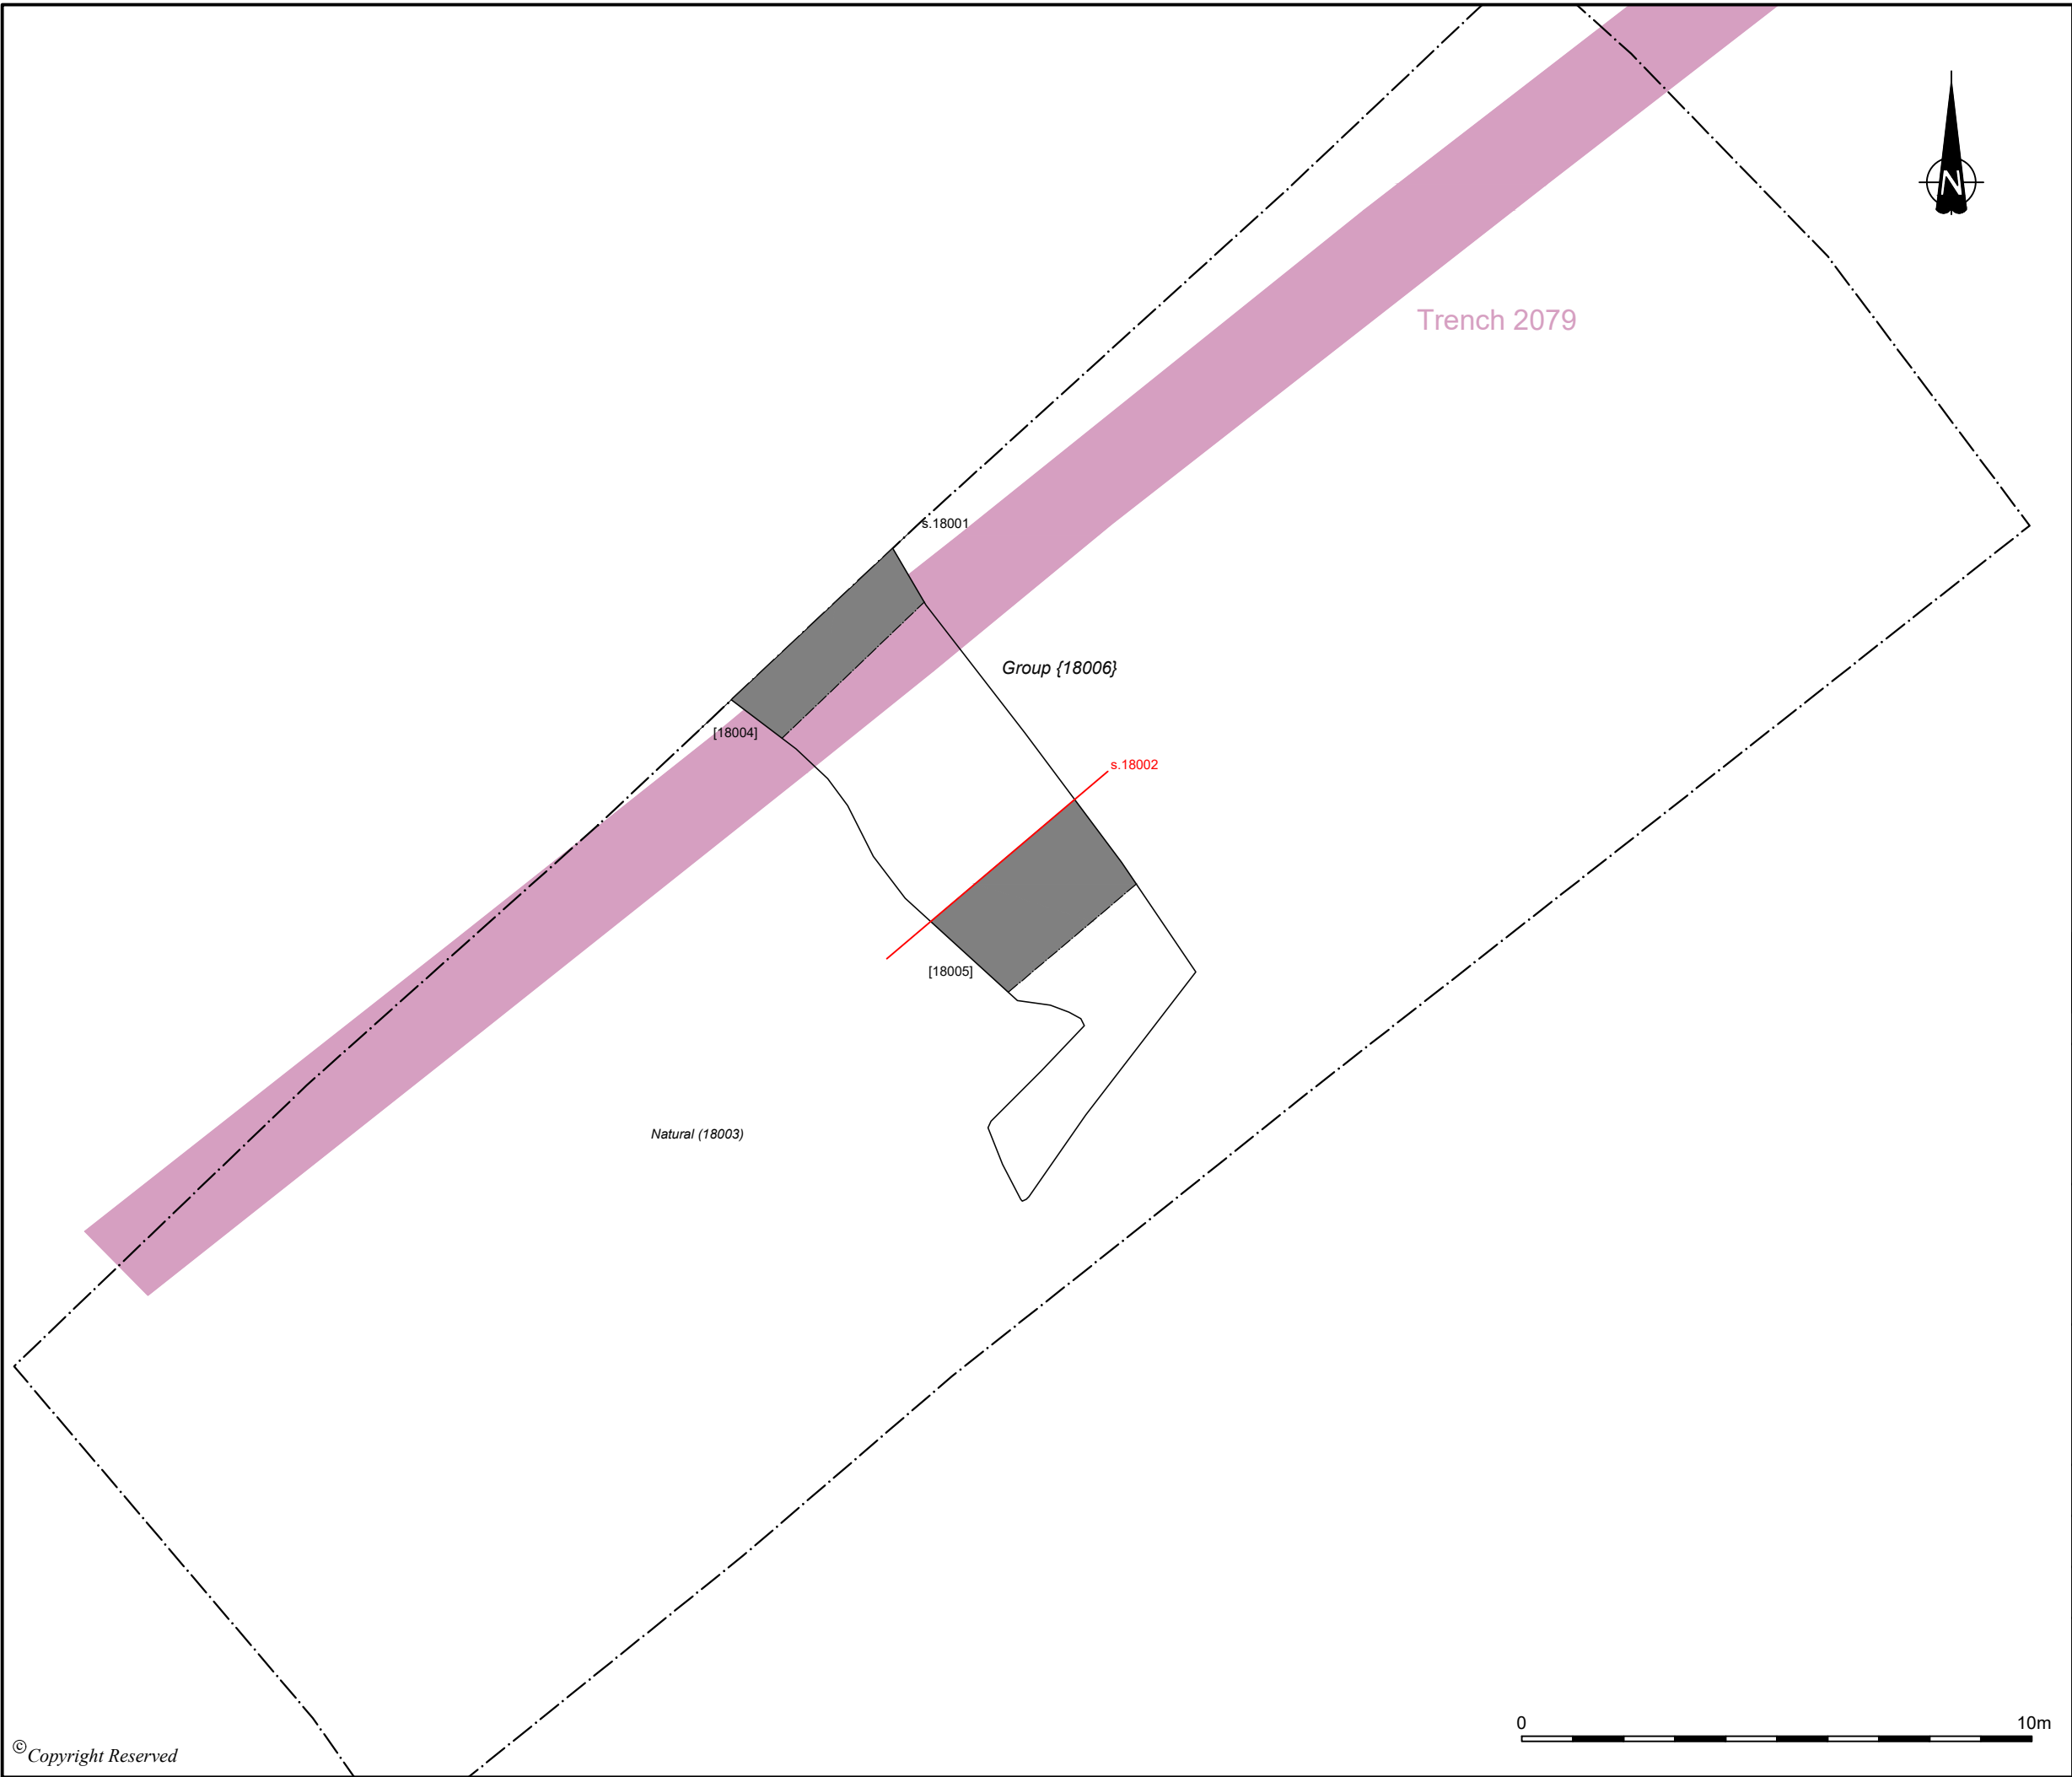 N
Trench 2079
s.18001
Group {18006}
[18004]
s.18002
[18005]
Natural (18003)
0 10m
©Copyright Reserved